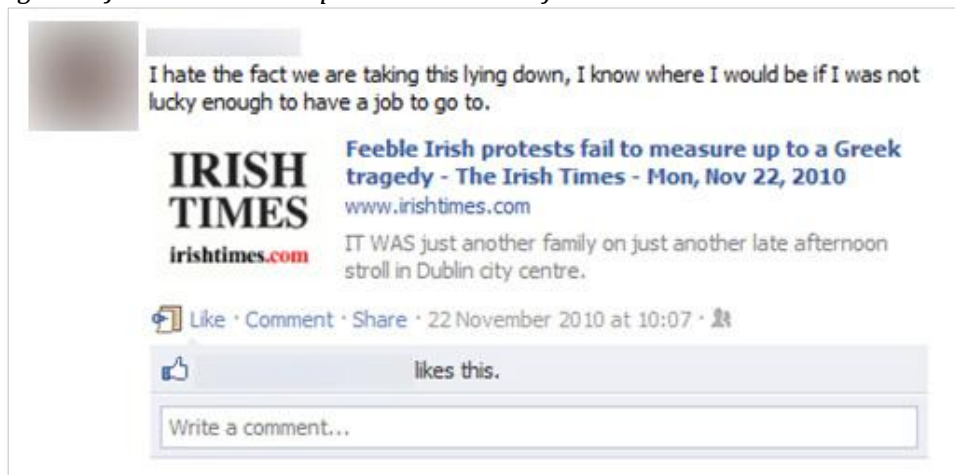 I hate the fact we are taking this lying down, I know where I would be if I was not
lucky enough to have a job to go to.
IRISH
TIMES
irishtimes.com
Feeble Irish protests fail to measure up to a Greek
tragedy - The Irish Times - Mon, Nov 22, 2010
www.irishtimes.com
IT WAS just another family on just another late afternoon
stroll in Dublin city centre.
Like · Comment · Share · 22 November 2010 at 10:07 ·
likes this.
Write a comment...